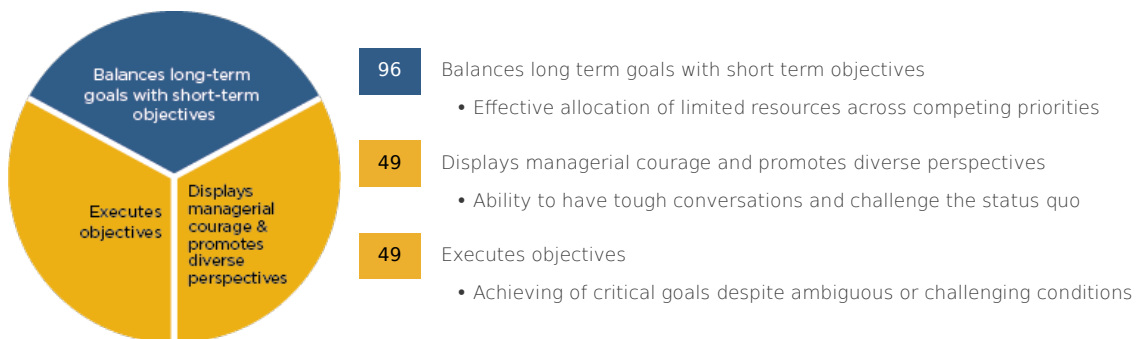 Balances long-term
goals with short-term
objectives
Executes
objectives
Displays
managerial
courage &
promotes
diverse
perspectives
96 Balances long term goals with short term objectives
• Effective allocation of limited resources across competing priorities
49 Displays managerial courage and promotes diverse perspectives
• Ability to have tough conversations and challenge the status quo
49 Executes objectives
• Achieving of critical goals despite ambiguous or challenging conditions